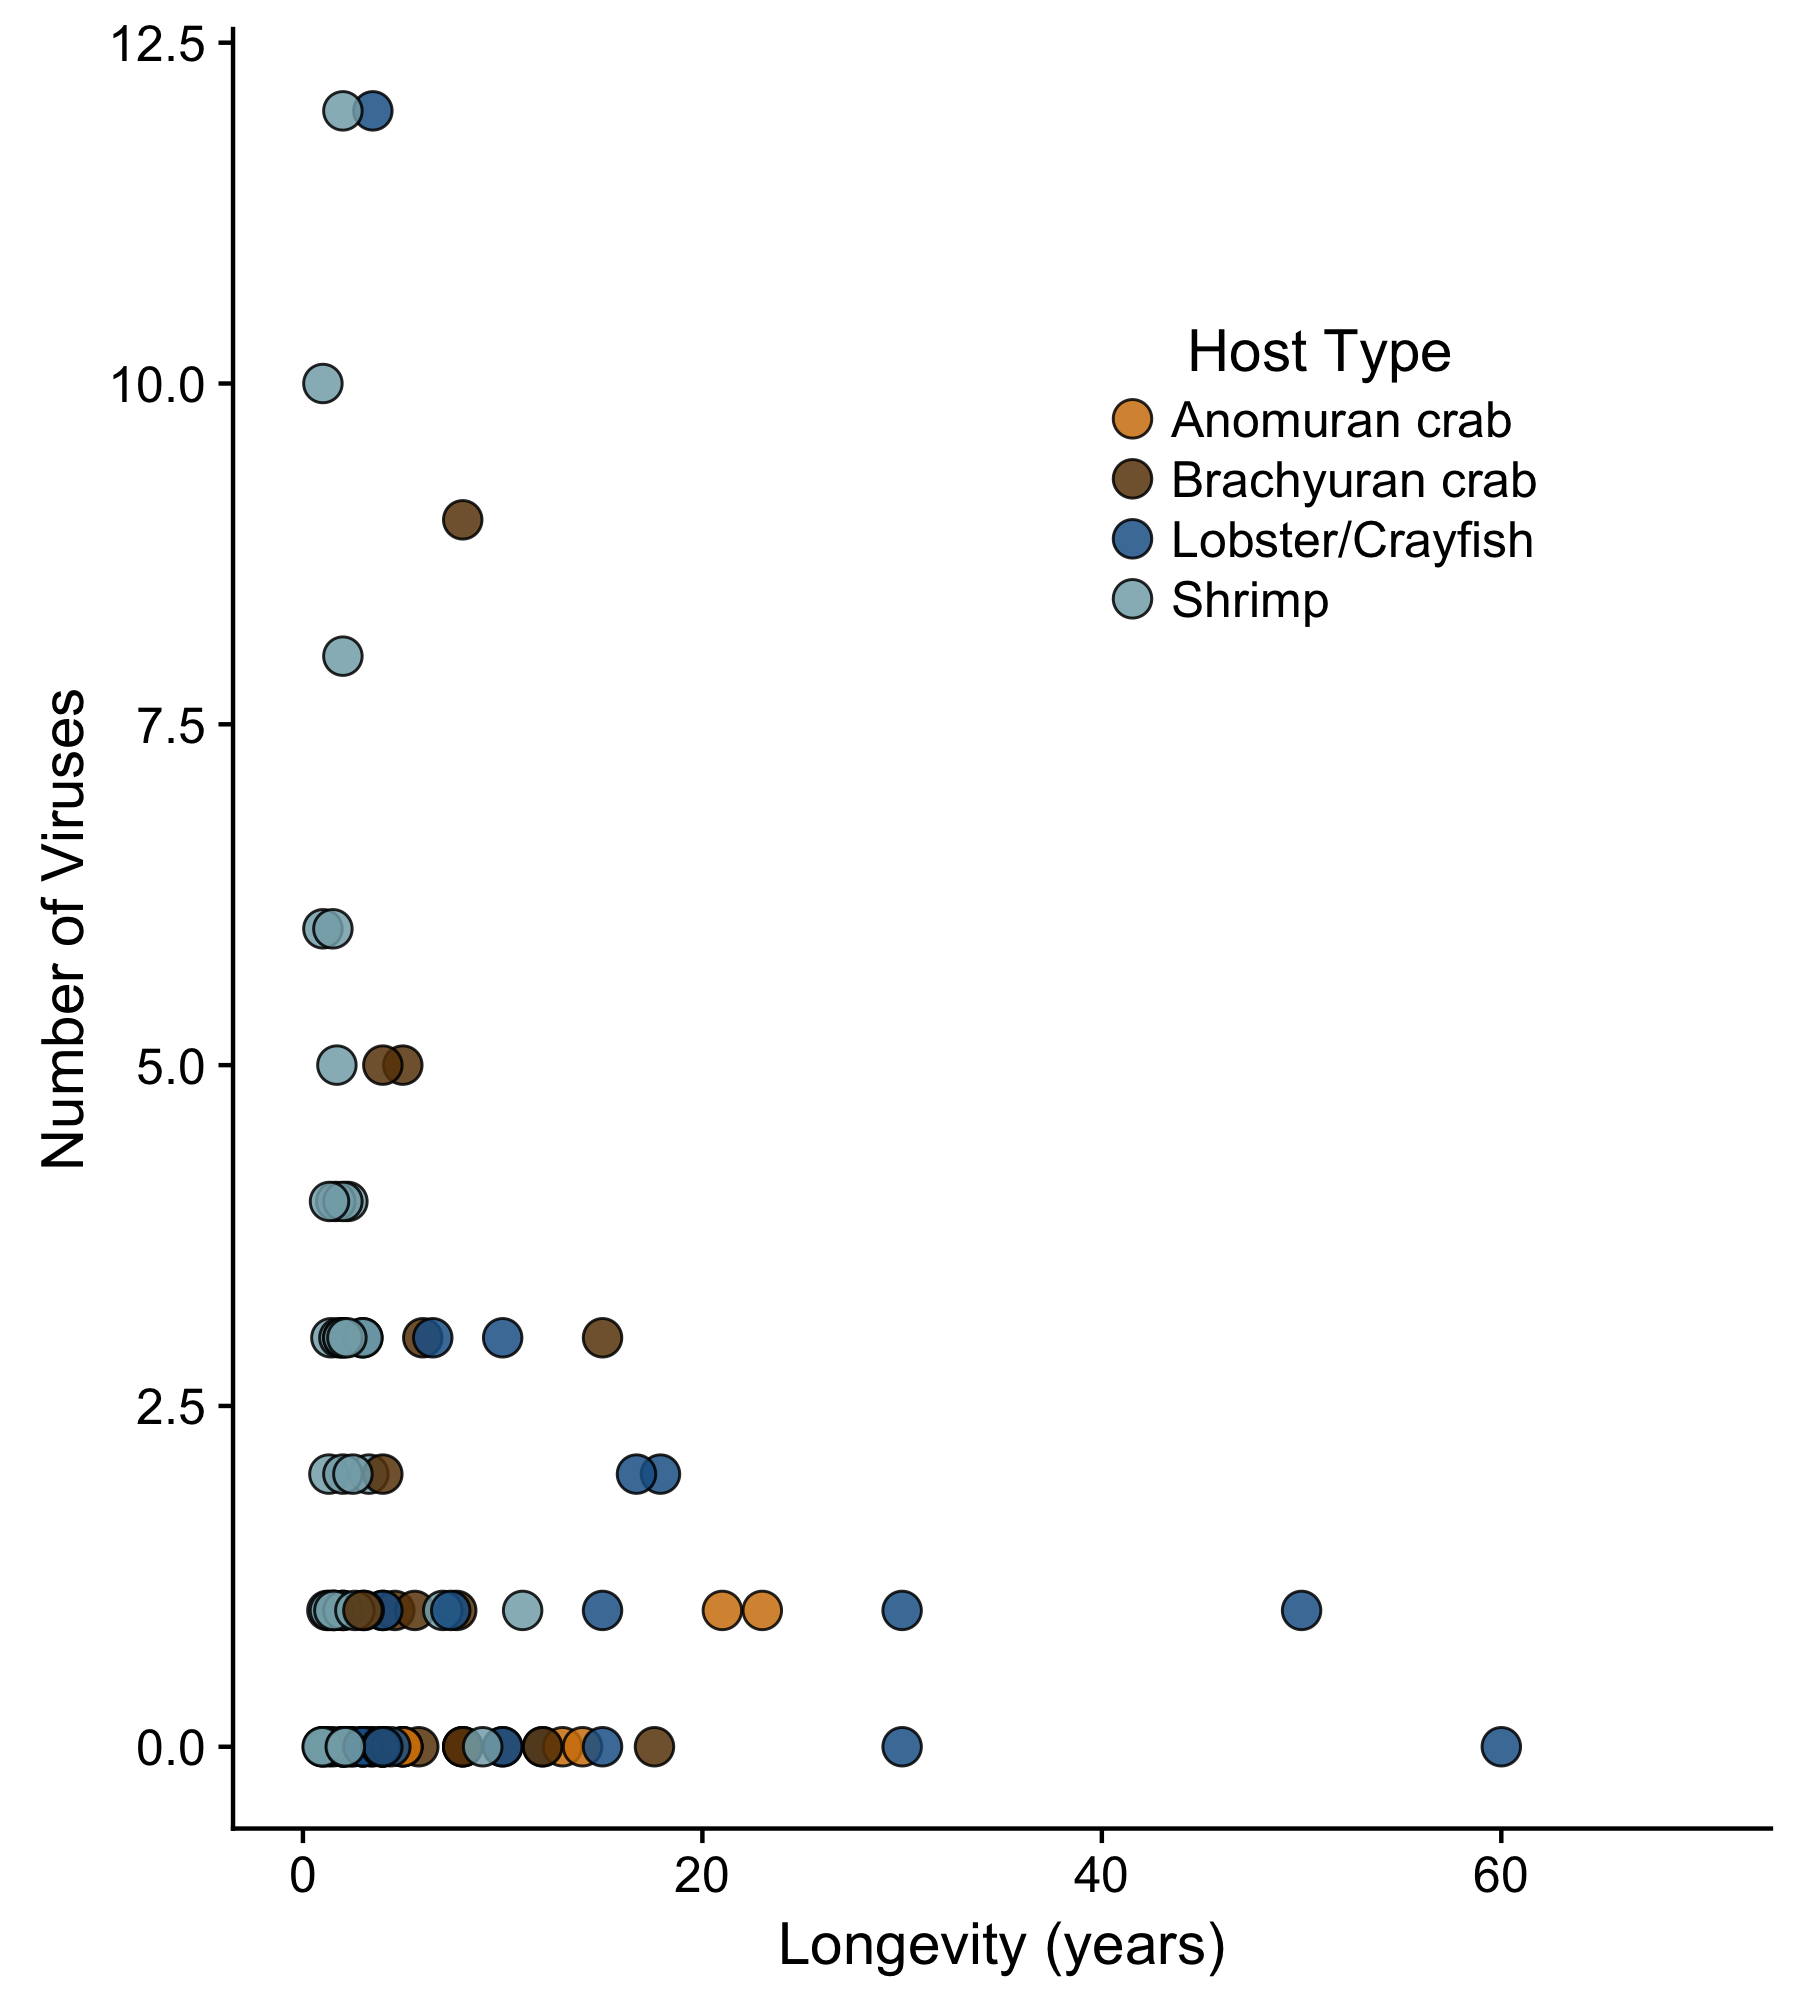 12.5
10.0
7.5
5.0
2.5
0.0
Number of Viruses
Host Type
Anomuran crab
Brachyuran crab
Lobster/Crayfish
Shrimp
0 20 40 60
Longevity (years)